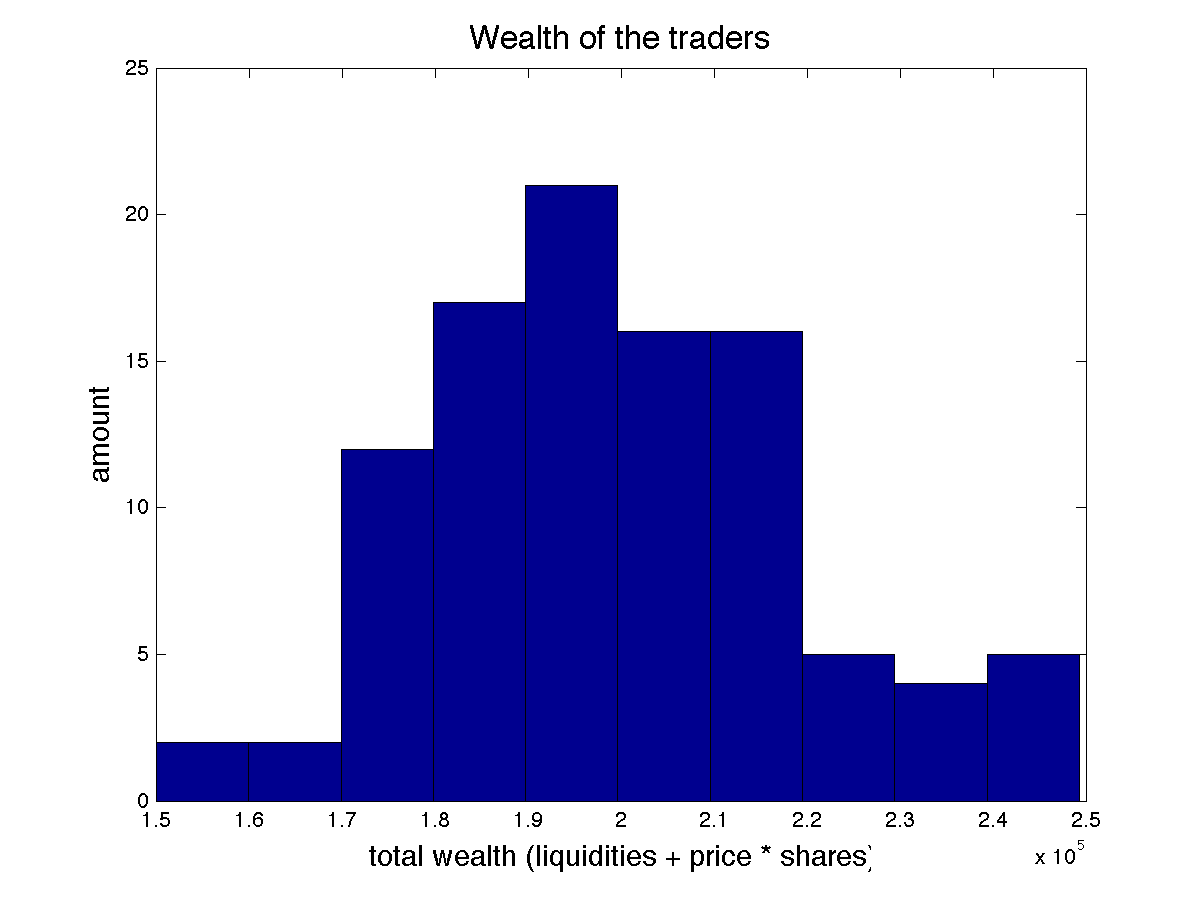 Wealth of the traders
25
20
15
10
5
0
amount
1.5 1.6 1.7 1.8 1.9 2 2.1 2.2 2.3 2.4 2.5
x 10^5
total wealth (liquidities + price * shares)